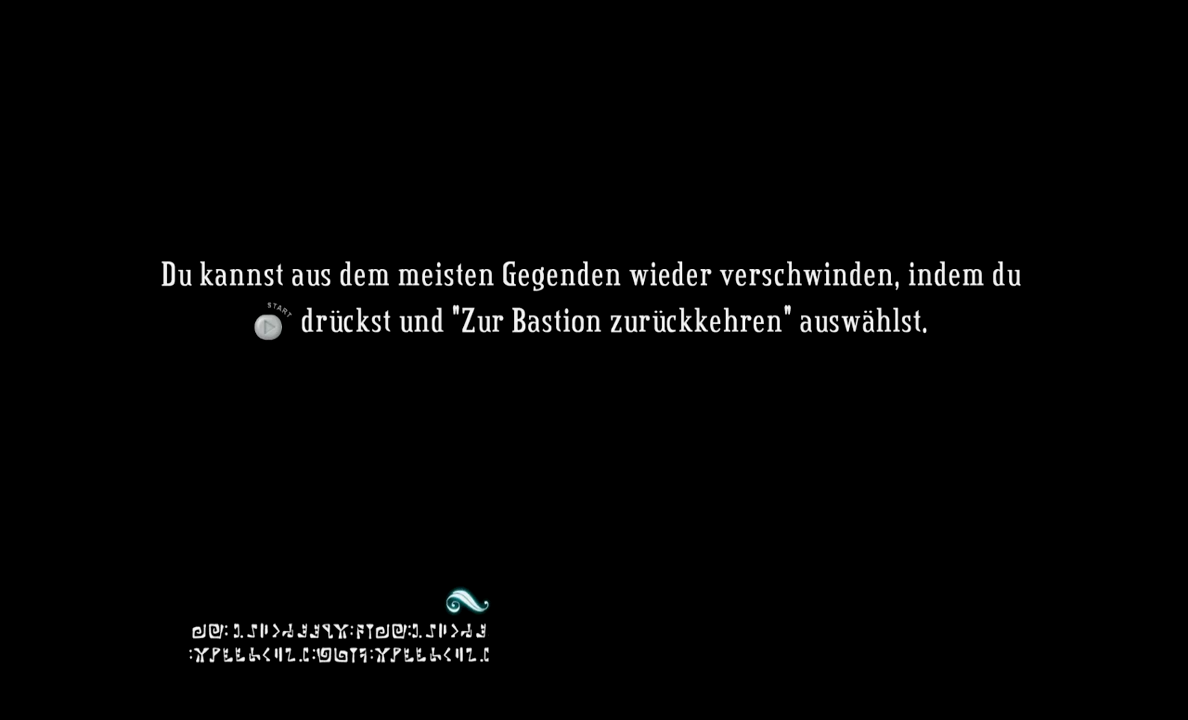 Du kannst aus dem meisten Gegenden wieder verschwinden, indem du
START drückst und "Zur Bastion zurückkehren" auswählst.